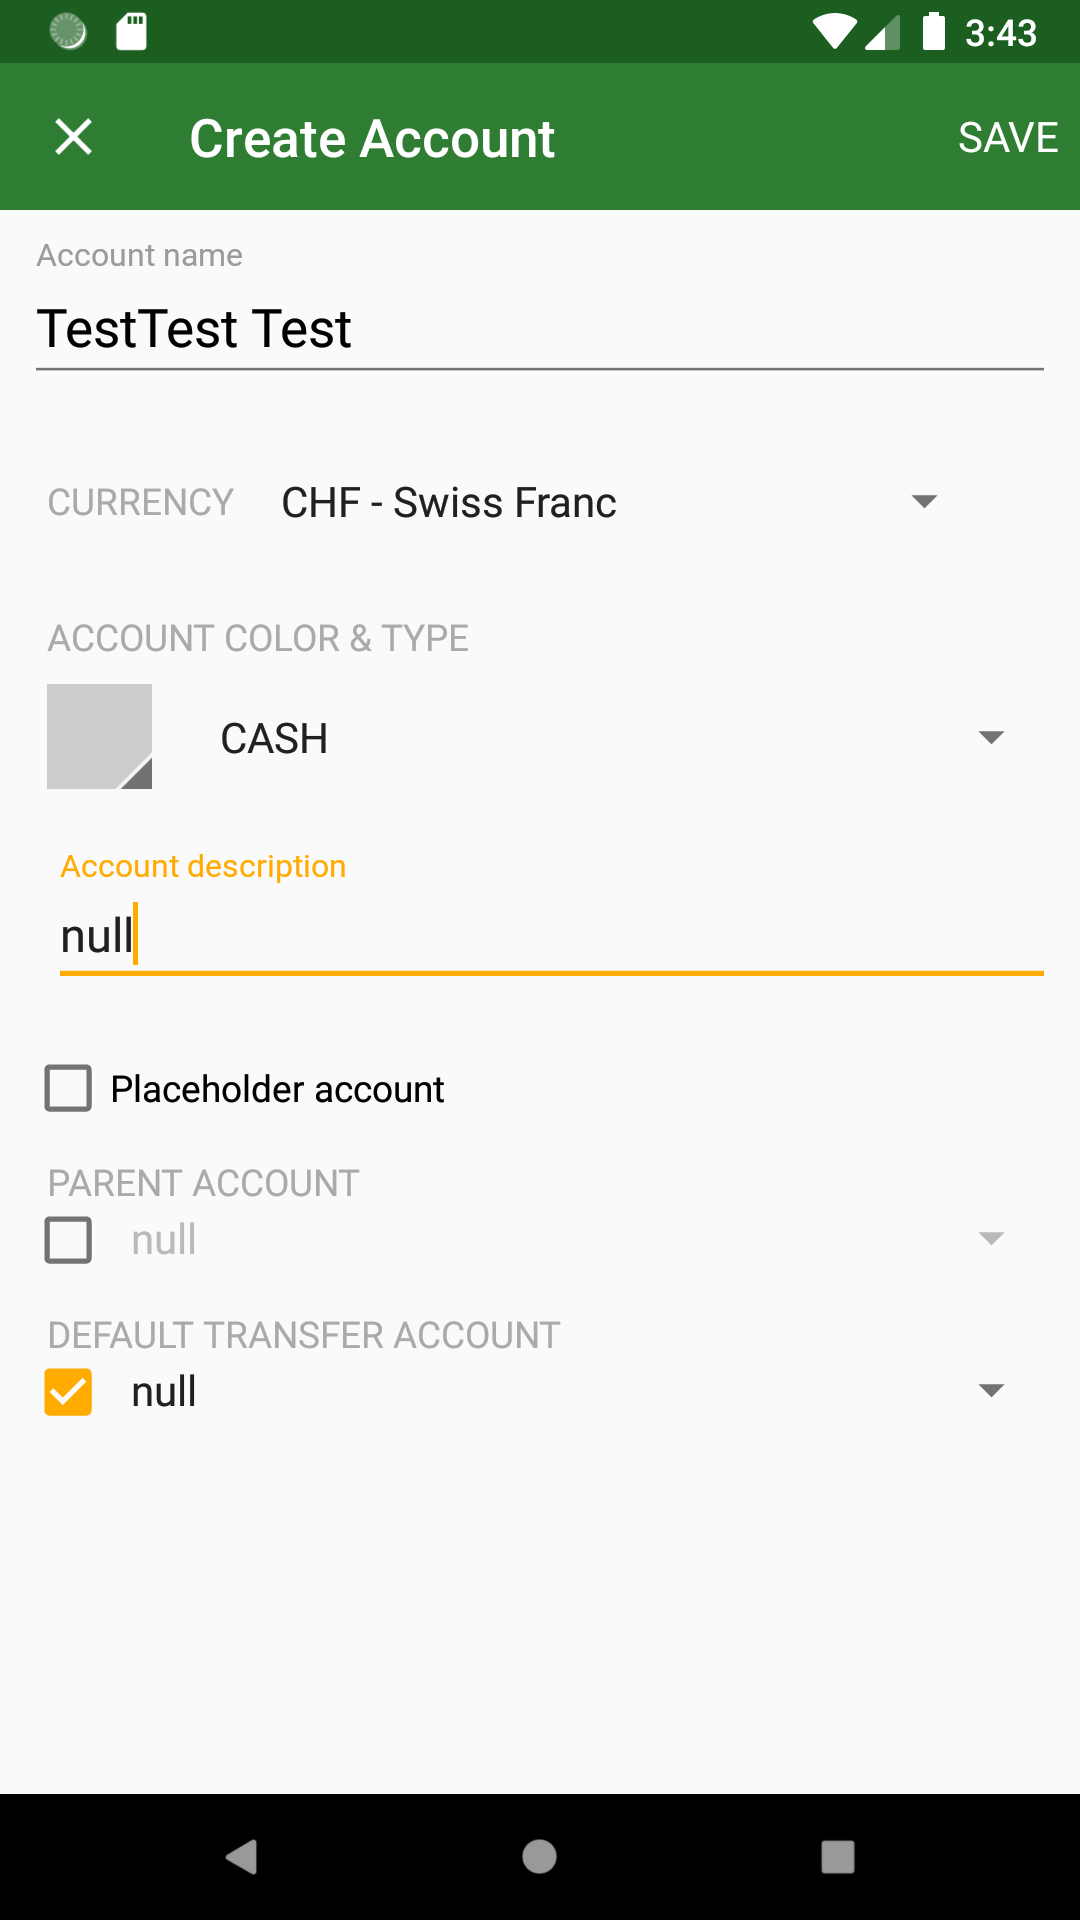 3:43
Create Account
SAVE
Account name
TestTest Test
CURRENCY CHF - Swiss Franc
ACCOUNT COLOR & TYPE
CASH
Account description
null
Placeholder account
PARENT ACCOUNT
null
DEFAULT TRANSFER ACCOUNT
null